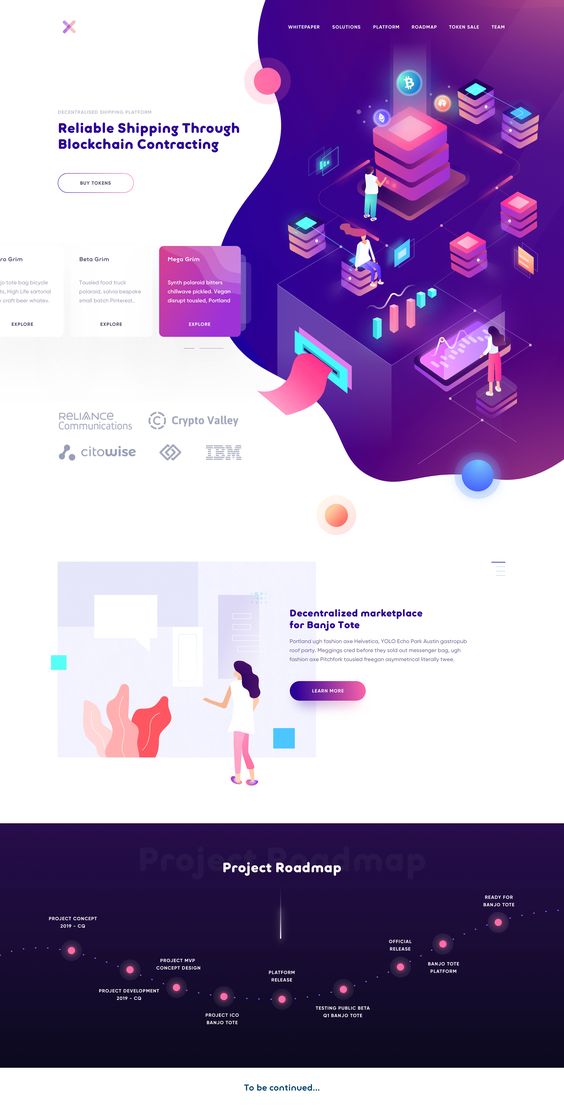 WHITEPAPER SOLUTIONS PLATFORM ROADMAP TOKEN SALE TEAM
DECENTRALISED SHIPPING PLATFORM
Reliable Shipping Through
Blockchain Contracting
BUY TOKENS
ro Grim
tote bag bicycle
High Life sartorial
craft beer whatev.
EXPLORE
Beta Grim
Tousled food truck
polaroid, salvia bespoke
small batch Pinterest.
EXPLORE
Mega Grim
Synth polaroid bitters
chillwave pickled. Vegan
disrupt tousled, Portland
EXPLORE
RELIANCE
Communications
Crypto Valley
citowise
IBM
Decentralized marketplace
for Banjo Tote
Portland ugh fashion axe Helvetica, YOLO Echo Park Austin gastropub
roof party. Meggings cred before they sold out messenger bag, ugh
fashion axe Pitchfork tousled freegan asymmetrical literally twee.
LEARN MORE
Project Roadmap
Project Roadmap
PROJECT CONCEPT
2019 - CQ
PROJECT DEVELOPMENT
2019 - CQ
PROJECT MVP
CONCEPT DESIGN
PROJECT ICO
BANJO TOTE
PLATFORM
RELEASE
TESTING PUBLIC BETA
Q1 BANJO TOTE
OFFICIAL
RELEASE
BANJO TOTE
PLATFORM
READY FOR
BANJO TOTE
To be continued...